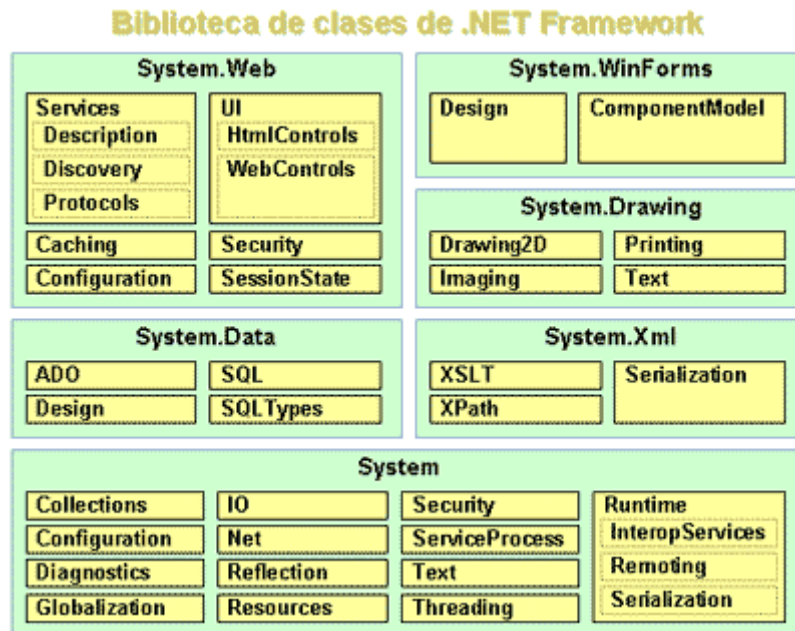 Biblioteca de clases de .NET Framework
System.Web
Services
Description
Discovery
Protocols
UI
HtmlControls
WebControls
Caching
Security
Configuration
SessionState
System.WinForms
Design
ComponentModel
System.Drawing
Drawing2D
Printing
Imaging
Text
System.Data
ADO
SQL
Design
SQLTypes
System.Xml
XSLT
Serialization
XPath
System
Collections
Configuration
Diagnostics
Globalization
IO
Net
Reflection
Resources
Security
ServiceProcess
Text
Threading
Runtime
InteropServices
Remoting
Serialization